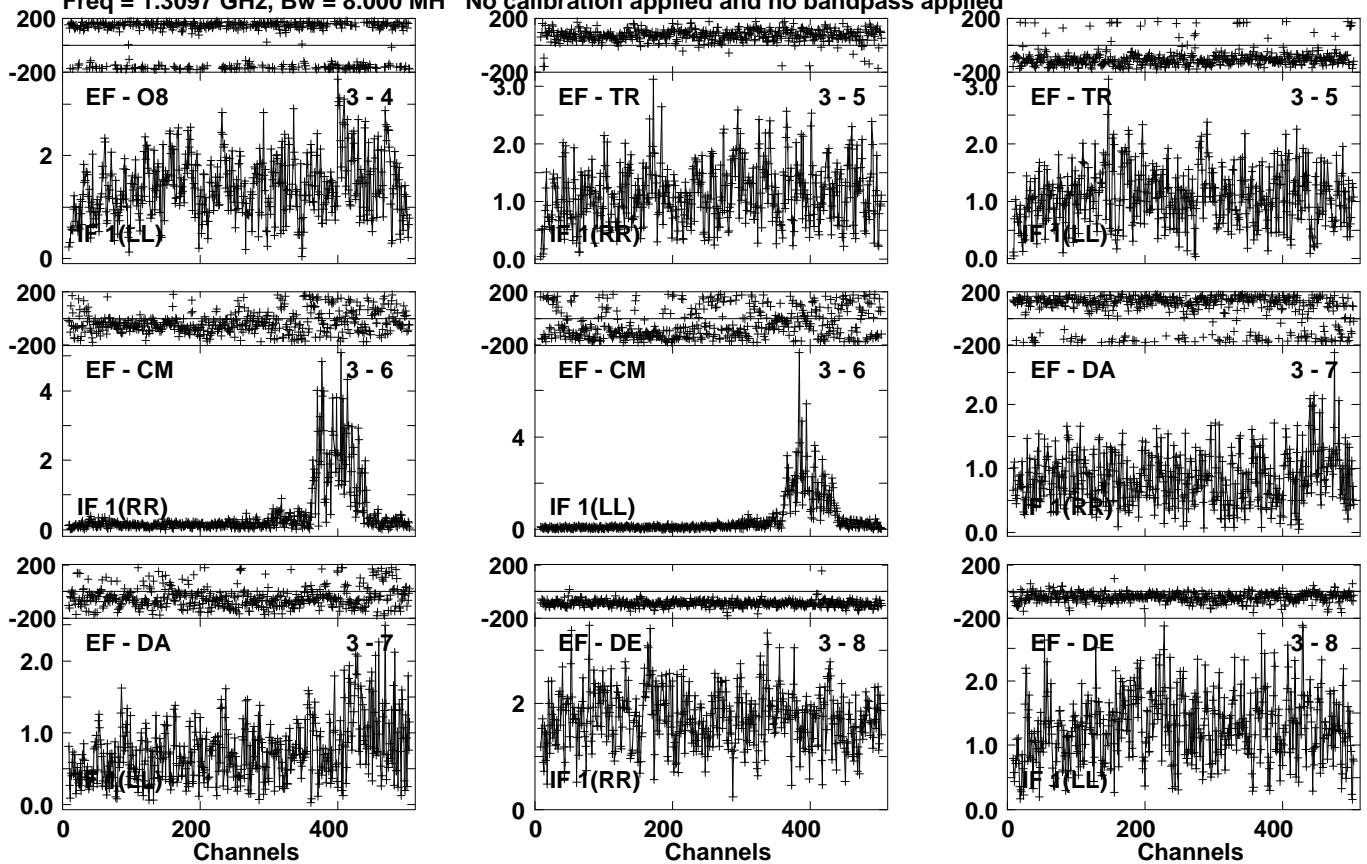 Freq = 1.3097 GHz, Bw = 8.000 MH No calibration applied and no bandpass applied
200 200 200
-200 -200 -200
EF - O8 3 - 4 3.0 EF - TR 3 - 5 3.0 EF - TR 3 - 5
2 2.0 2.0
1.0 1.0
IF 1(LL) IF 1(RR) IF 1(LL)
0 0.0 0.0
200 200 200
-200 -200 -200
EF - CM 3 - 6 EF - CM 3 - 6 EF - DA 3 - 7
4 4 2.0
2 1.0
IF 1(RR) IF 1(LL) IF 1(RR)
0 0 0.0
200 200 200
-200 -200 -200
EF - DA 3 - 7 EF - DE 3 - 8 EF - DE 3 - 8
2.0 2 2.0
1.0 1.0
IF 1(LL) IF 1(RR) IF 1(LL)
0.0 0 0.0
0 200 400 0 200 400 0 200 400
Channels Channels Channels